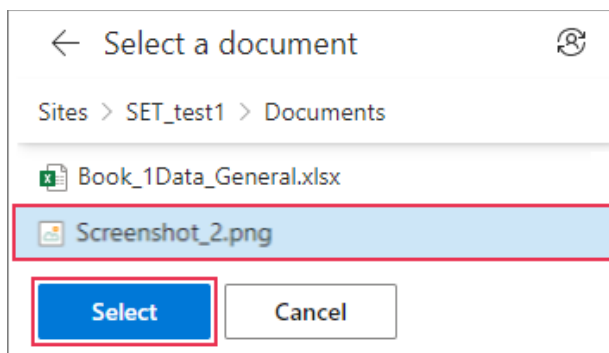 Select a document
Sites > SET_test1 > Documents
Book_1Data_General.xlsx
Screenshot_2.png
Select Cancel